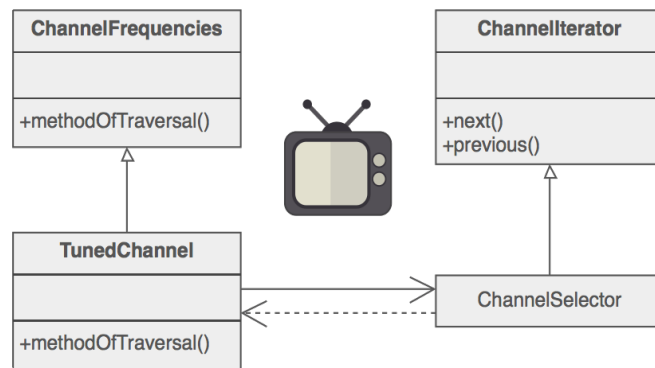 ChannelFrequencies
+methodOfTraversal()
ChannelIterator
+next()
+previous()
TunedChannel
+methodOfTraversal()
ChannelSelector